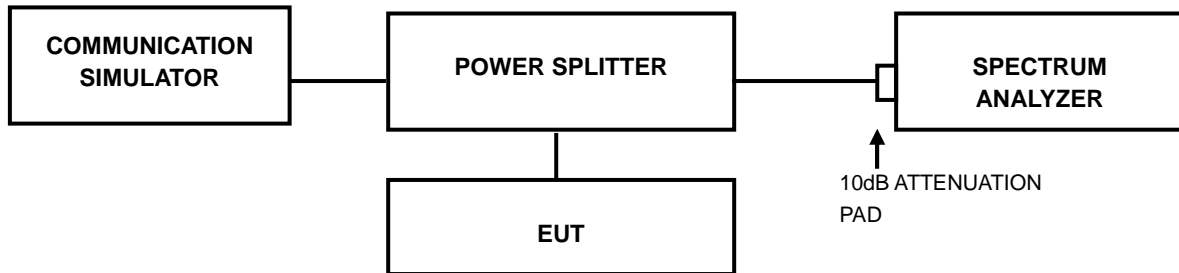 COMMUNICATION
SIMULATOR
POWER SPLITTER
SPECTRUM
ANALYZER
10dB ATTENUATION
PAD
EUT